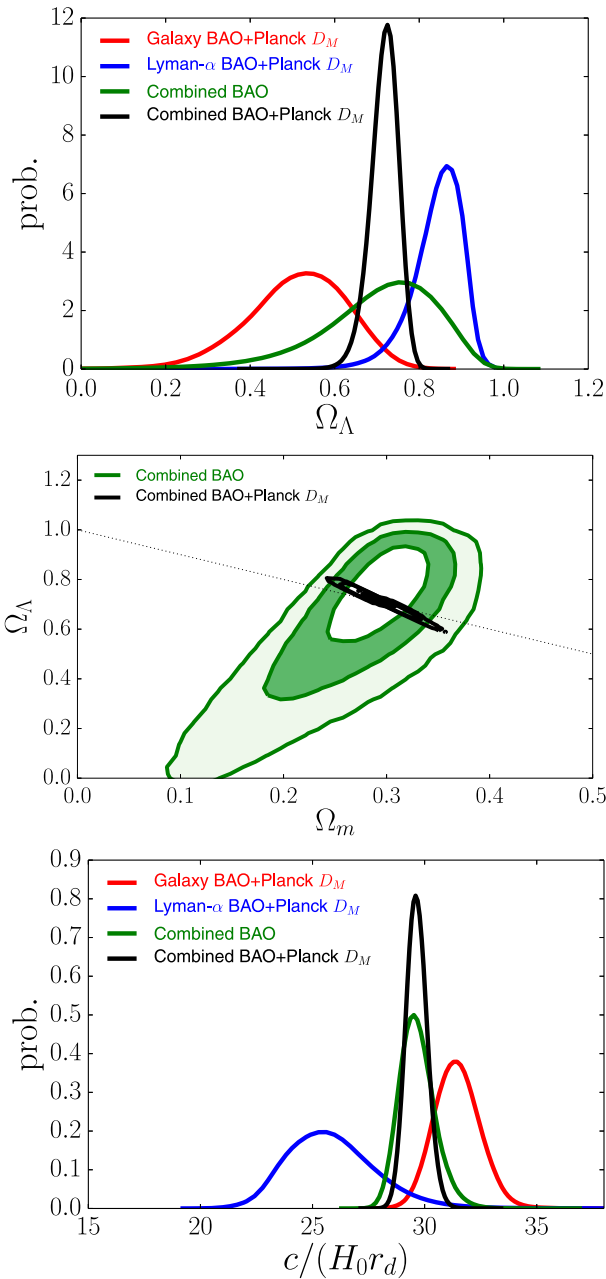 12
10
8
6
4
2
0
prob.
Galaxy BAO+Planck D_M
Lyman-α BAO+Planck D_M
Combined BAO
Combined BAO+Planck D_M
0.0 0.2 0.4 0.6 0.8 1.0 1.2
Ω_Λ
1.2
1.0
0.8
0.6
0.4
0.2
0.0
Ω_Λ
Combined BAO
Combined BAO+Planck D_M
0.0 0.1 0.2 0.3 0.4 0.5
Ω_m
0.9
0.8
0.7
0.6
0.5
0.4
0.3
0.2
0.1
0.0
prob.
Galaxy BAO+Planck D_M
Lyman-α BAO+Planck D_M
Combined BAO
Combined BAO+Planck D_M
15 20 25 30 35
c/(H_0 r_d)